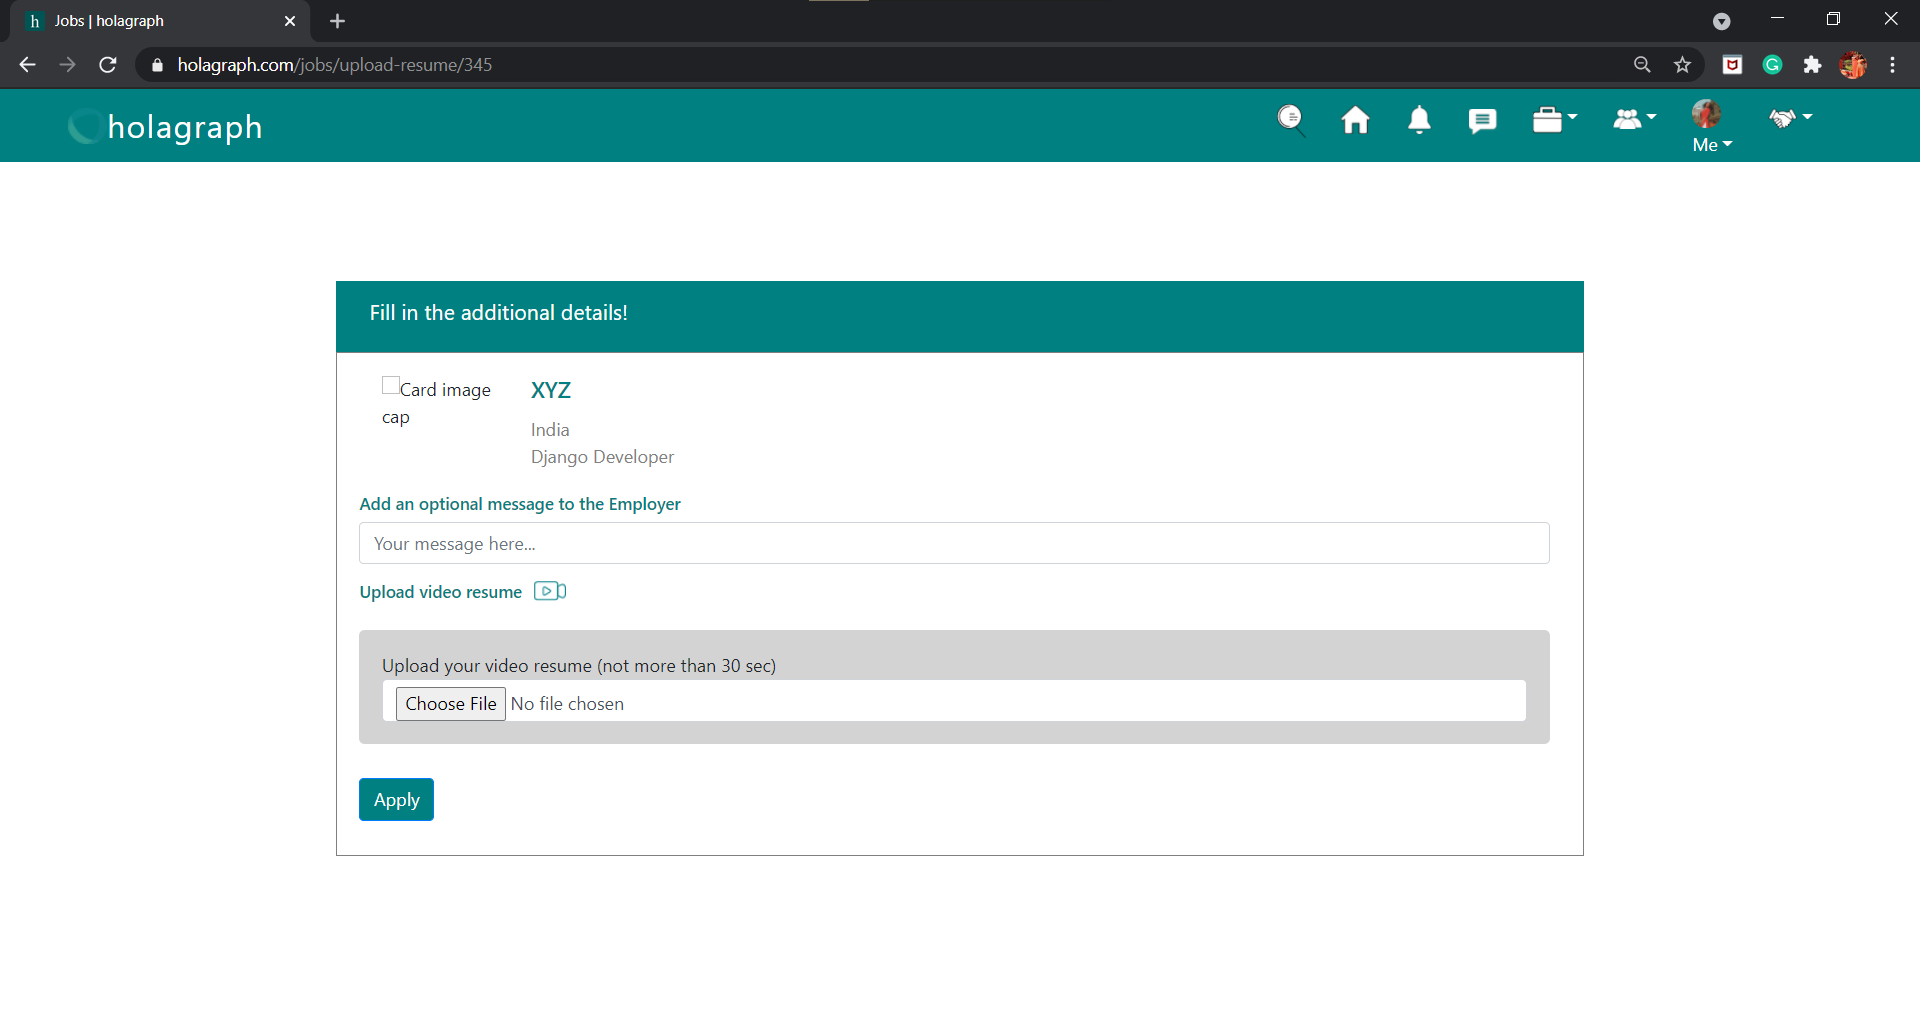 h Jobs | holagraph
holagraph.com/jobs/upload-resume/345
holagraph
Me
Fill in the additional details!
Card image
cap
XYZ
India
Django Developer
Add an optional message to the Employer
Your message here...
Upload video resume
Upload your video resume (not more than 30 sec)
Choose File No file chosen
Apply